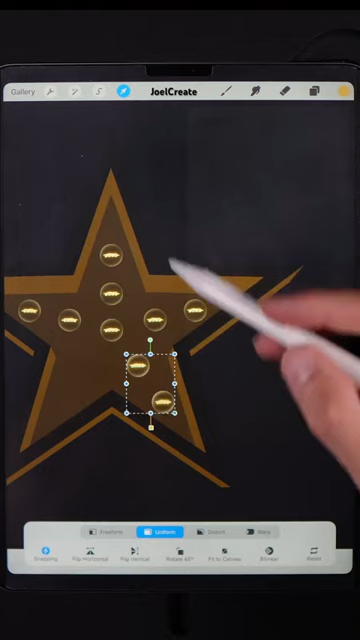 Gallery
JoelCreate
Freeform
Uniform
Distort
Warp
Snapping
Flip Horizontal
Flip Vertical
Rotate 45°
Fit to Canvas
Bilinear
Reset